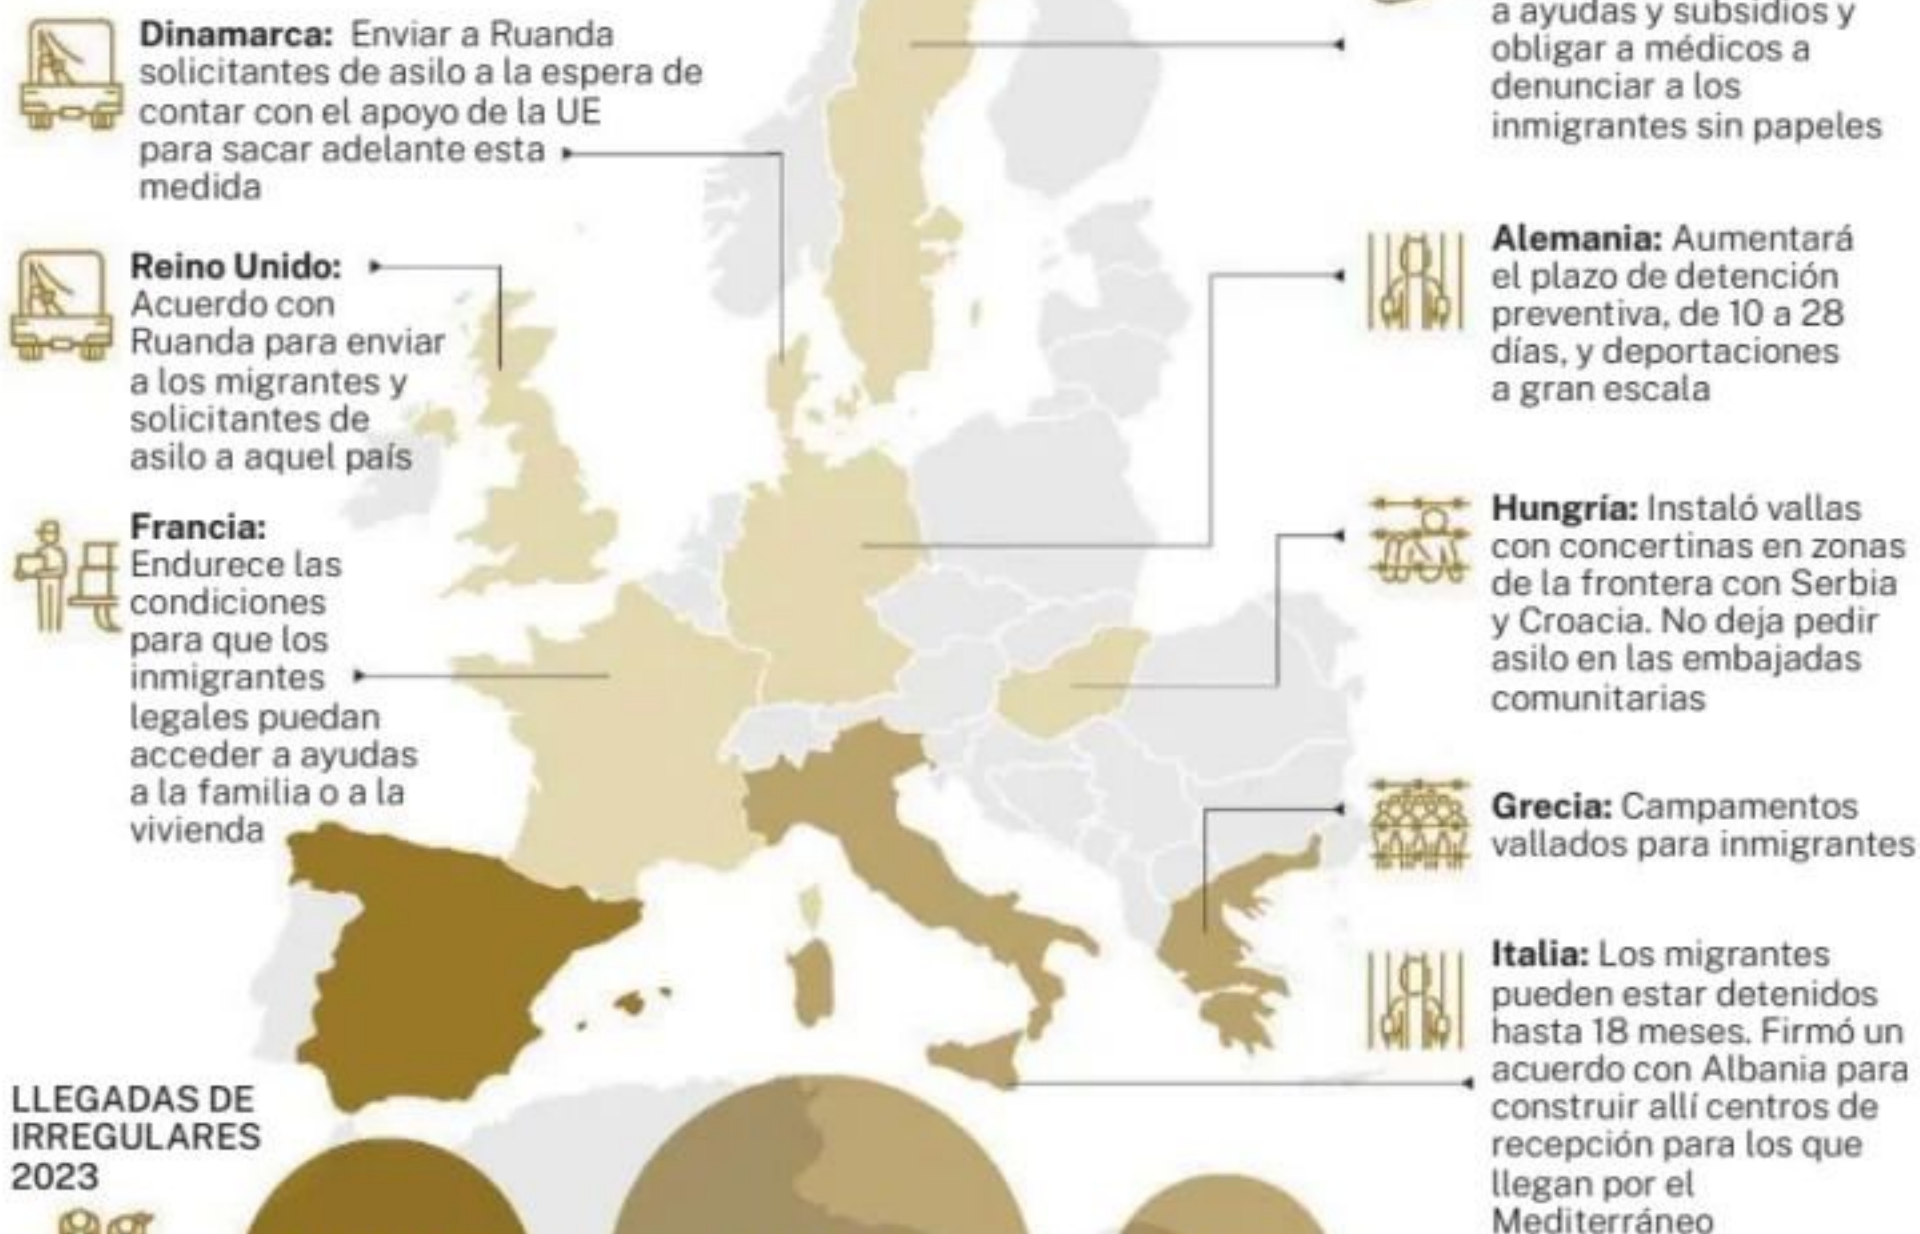 Dinamarca: Enviar a Ruanda
solicitantes de asilo a la espera de
contar con el apoyo de la UE
para sacar adelante esta
medida
Reino Unido:
Acuerdo con
Ruanda para enviar
a los migrantes y
solicitantes de
asilo a aquel país
Francia:
Endurece las
condiciones
para que los
inmigrantes
legales puedan
acceder a ayudas
a la familia o a la
vivienda
LLEGADAS DE
IRREGULARES
2023
a ayudas y subsidios y
obligar a médicos a
denunciar a los
inmigrantes sin papeles
Alemania: Aumentará
el plazo de detención
preventiva, de 10 a 28
días, y deportaciones
a gran escala
Hungría: Instaló vallas
con concertinas en zonas
de la frontera con Serbia
y Croacia. No deja pedir
asilo en las embajadas
comunitarias
Grecia: Campamentos
vallados para inmigrantes
Italia: Los migrantes
pueden estar detenidos
hasta 18 meses. Firmó un
acuerdo con Albania para
construir allí centros de
recepción para los que
llegan por el
Mediterráneo